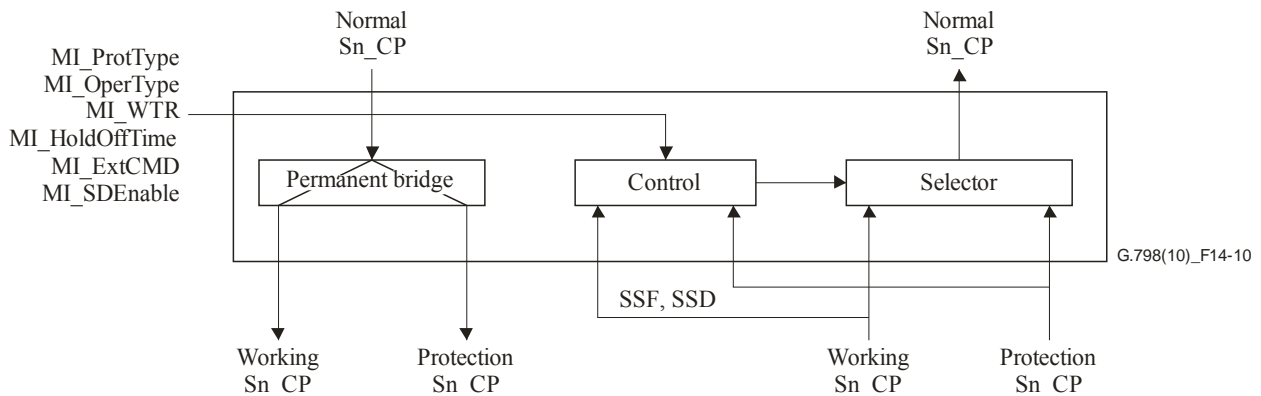 Normal
Sn_CP
Normal
Sn_CP
MI_ProtType
MI_OperType
MI_WTR
MI_HoldOffTime
MI_ExtCMD
MI_SDEnable
Permanent bridge
Control
Selector
G.798(10)_F14-10
SSF, SSD
Working
Sn_CP
Protection
Sn_CP
Working
Sn_CP
Protection
Sn_CP